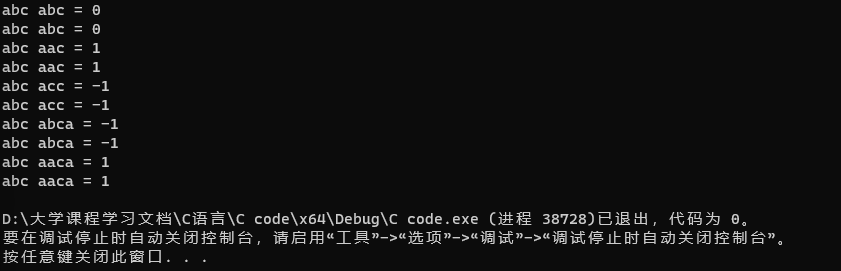 abc abc = 0
abc abc = 0
abc aac = 1
abc aac = 1
abc acc = -1
abc acc = -1
abc abca = -1
abc abca = -1
abc aaca = 1
abc aaca = 1
D:\大学课程学习文档\C语言\C code\x64\Debug\C code.exe (进程 38728)已退出，代码为 0。
要在调试停止时自动关闭控制台，请启用“工具”->“选项”->“调试”->“调试停止时自动关闭控制台”。
按任意键关闭此窗口. . .